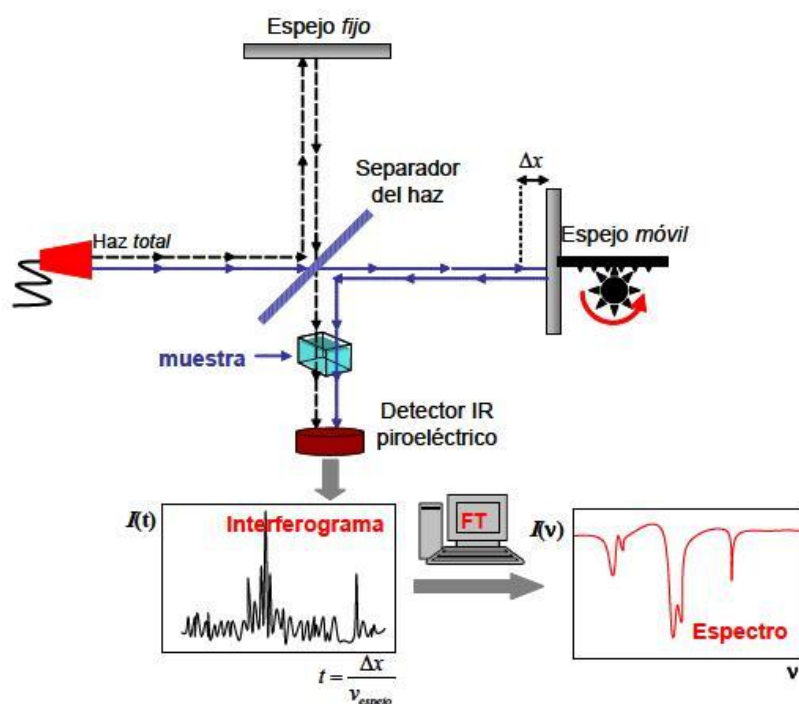 Espejo fijo
Separador
del haz
Δx
Espejo móvil
Haz total
muestra
Detector IR
piroeléctrico
I(t)
Interferograma
FT
I(ν)
Espectro
t = Δx / v_espejo
ν